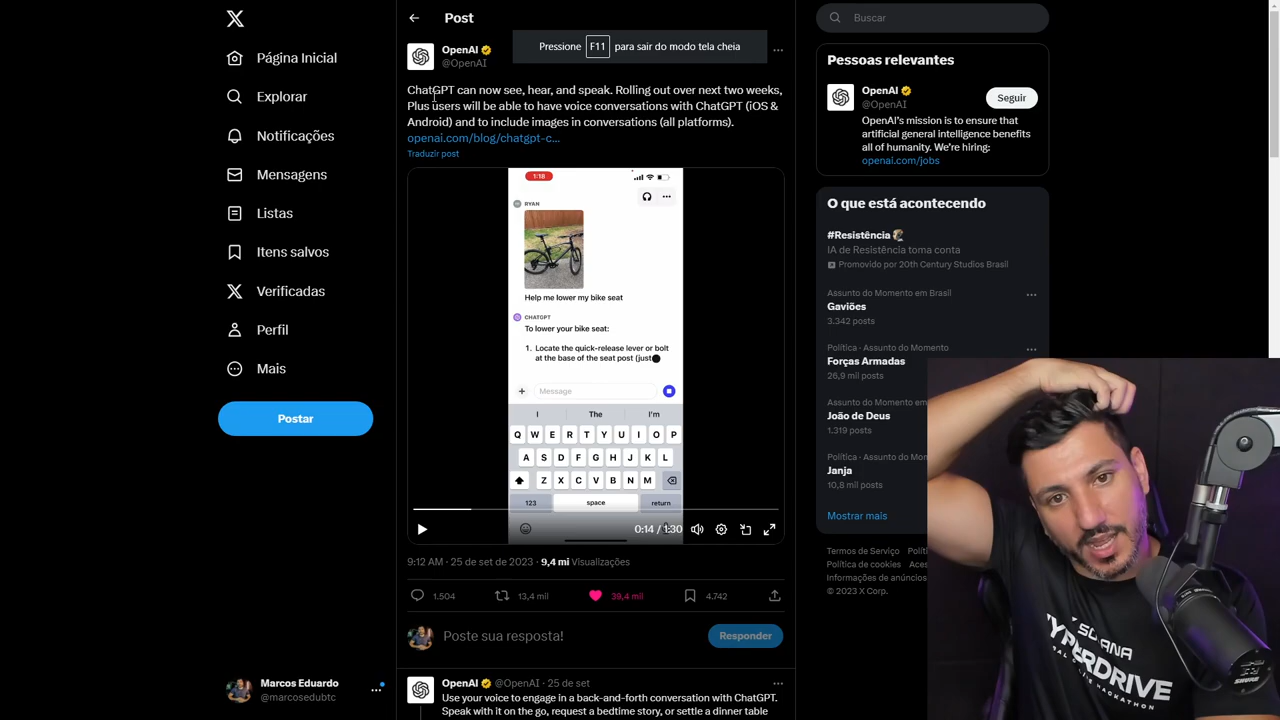 Post
Buscar
Página Inicial
Explorar
Notificações
Mensagens
Listas
Itens salvos
Verificadas
Perfil
Mais
Postar
Marcos Eduardo
@marcosedubtc
OpenAI
@OpenAI
Pressione F11 para sair do modo tela cheia
ChatGPT can now see, hear, and speak. Rolling out over next two weeks,
Plus users will be able to have voice conversations with ChatGPT (iOS &
Android) and to include images in conversations (all platforms).
openai.com/blog/chatgpt-c...
Traduzir post
1:18
RYAN
Help me lower my bike seat
CHATGPT
To lower your bike seat:
1. Locate the quick-release lever or bolt
at the base of the seat post (just
Message
I The I'm
Q W E R T Y U I O P
A S D F G H J K L
Z X C V B N M
123 space return
0:14 / 1:30
9:12 AM · 25 de set de 2023 · 9,4 mi Visualizações
1.504 13,4 mil 39,4 mil 4.742
Poste sua resposta!
Responder
OpenAI @OpenAI · 25 de set
Use your voice to engage in a back-and-forth conversation with ChatGPT.
Speak with it on the go, request a bedtime story, or settle a dinner table
Pessoas relevantes
OpenAI
@OpenAI
Seguir
OpenAI's mission is to ensure that
artificial general intelligence benefits
all of humanity. We're hiring:
openai.com/jobs
O que está acontecendo
#Resistência
IA de Resistência toma conta
Promovido por 20th Century Studios Brasil
Assunto do Momento em Brasil
Gaviões
3.342 posts
Política · Assunto do Momento
Forças Armadas
26,9 mil posts
Assunto do Momento em
João de Deus
1.319 posts
Política · Assunto do Mom
Janja
10,8 mil posts
Mostrar mais
Termos de Serviço Políti
Política de cookies Aces
Informações de anúncios
© 2023 X Corp.
YPERDRIVE
SHURE